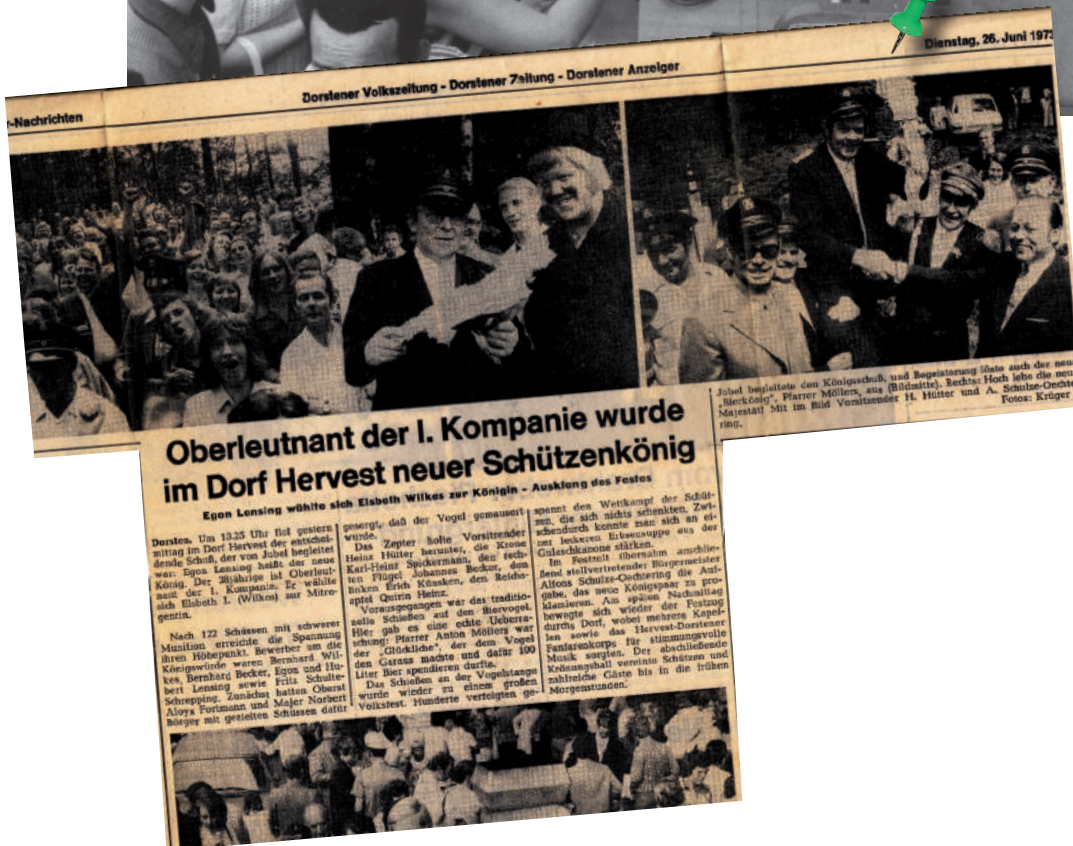 r-Nachrichten
Dorstener Volkszeitung - Dorstener Zeitung - Dorstener Anzeiger
Dienstag, 26. Juni 1973
Jubel begleitete den Königsschuß, und Begeisterung löste auch der neue
„Bierkönig", Pfarrer Möllers, aus (Bildmitte). Rechts: Hoch lebe die neue
Majestät! Mit im Bild Vorsitzender H. Hütter und A. Schulze-Oechte-
ring.
Fotos: Krüger
Oberleutnant der I. Kompanie wurde
im Dorf Hervest neuer Schützenkönig
Egon Lensing wählte sich Elsbeth Wilkes zur Königin - Ausklang des Festes
Dorsten. Um 13.25 Uhr fiel gestern
mittag im Dorf Hervest der entschei-
dende Schuß, der von Jubel begleitet
war: Egon Lensing heißt der neue
König. Der 38jährige ist Oberleut-
nant der 1. Kompanie. Er wählte
sich Elsbeth I. (Wilkes) zur Mitre-
gentin.
Nach 122 Schüssen mit schwerer
Munition erreichte die Spannung
ihren Höhepunkt. Bewerber um die
Königswürde waren Bernhard Wil-
kes, Bernhard Becker, Egon und Hu-
bert Lensing sowie Fritz Schulte-
Schrepping. Zunächst hatten Oberst
Aloys Fortmann und Major Norbert
Börger mit gezielten Schüssen dafür
gesorgt, daß der Vogel gemausert
wurde.
Das Zepter holte Vorsitzender
Heinz Hütter herunter, die Krone
Karl-Heinz Spickermann, den rech-
ten Flügel Johannes Becker, den
linken Erich Küssken, den Reichs-
apfel Quirin Heinz.
Vorausgegangen war das traditio-
nelle Schießen auf den Biervogel.
Hier gab es eine echte Ueberra-
schung: Pfarrer Anton Möllers war
der „Glückliche", der dem Vogel
den Garaus machte und dafür 100
Liter Bier spendieren durfte.
Das Schießen an der Vogelstange
wurde wieder zu einem großen
Volksfest. Hunderte verfolgten ge-
spannt den Wettkampf der Schüt-
zen, die sich nichts schenkten. Zwi-
schendurch konnte man sich an ei-
ner leckeren Erbsensuppe aus der
Gulaschkanone stärken.
Im Festzelt übernahm anschlie-
ßend stellvertretender Bürgermeister
Alfons Schulze-Oechtering die Auf-
gabe, das neue Königspaar zu pro-
klamieren. Am späten Nachmittag
bewegte sich wieder der Festzug
durchs Dorf, wobei mehrere Kapel-
len sowie das Hervest-Dorstener
Fanfarenkorps für stimmungsvolle
Musik sorgten. Der abschließende
Krönungsball vereinte Schützen und
zahlreiche Gäste bis in die frühen
Morgenstunden.